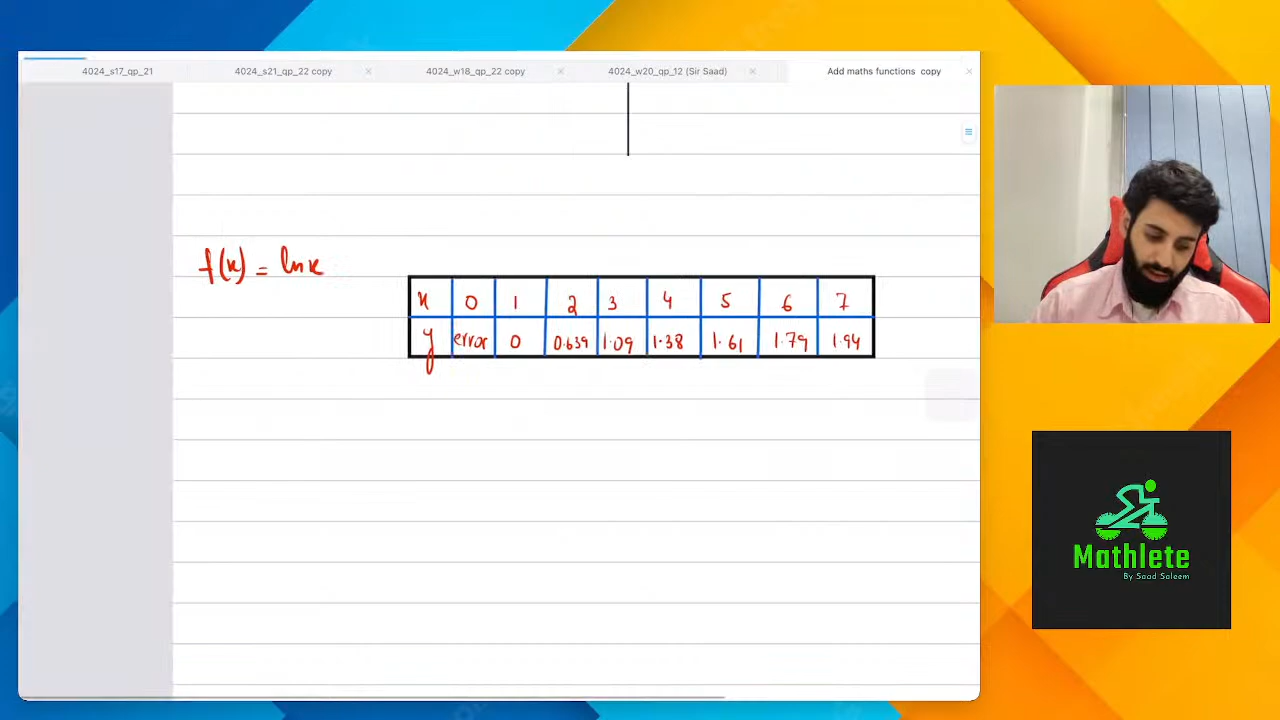 4024_s17_qp_21 4024_s21_qp_22 copy × 4024_w18_qp_22 copy × 4024_w20_qp_12 (Sir Saad) × Add maths functions copy ×
f(x) = lnx
x 0 1 2 3 4 5 6 7
y error 0 0.639 1.09 1.38 1.61 1.79 1.94
Mathlete
By Saad Saleem